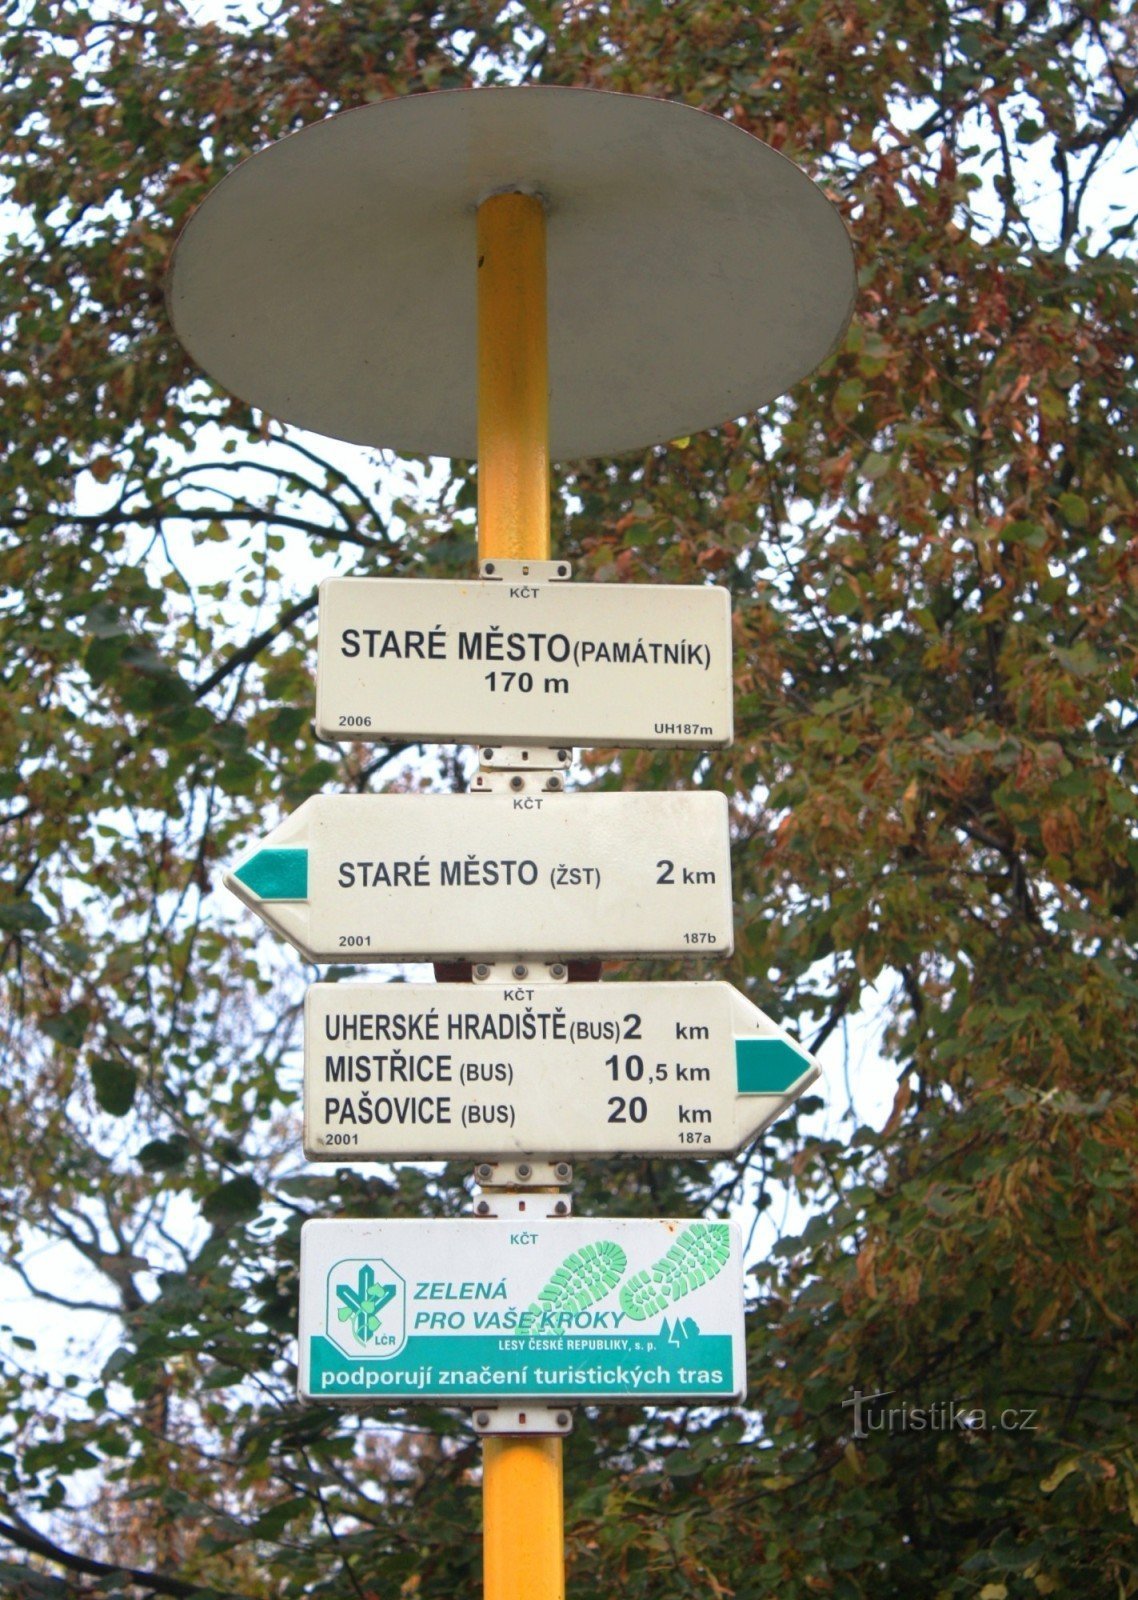 KČT
STARÉ MĚSTO (PAMÁTNÍK)
170 m
2006 UH187m
KČT
STARÉ MĚSTO (ŽST) 2 km
2001 187b
KČT
UHERSKÉ HRADIŠTĚ (BUS) 2 km
MISTŘICE (BUS) 10,5 km
PAŠOVICE (BUS) 20 km
2001 187a
KČT
ZELENÁ
PRO VAŠE KROKY
LČR
LESY ČESKÉ REPUBLIKY, s. p.
podporují značení turistických tras
Turistika.cz